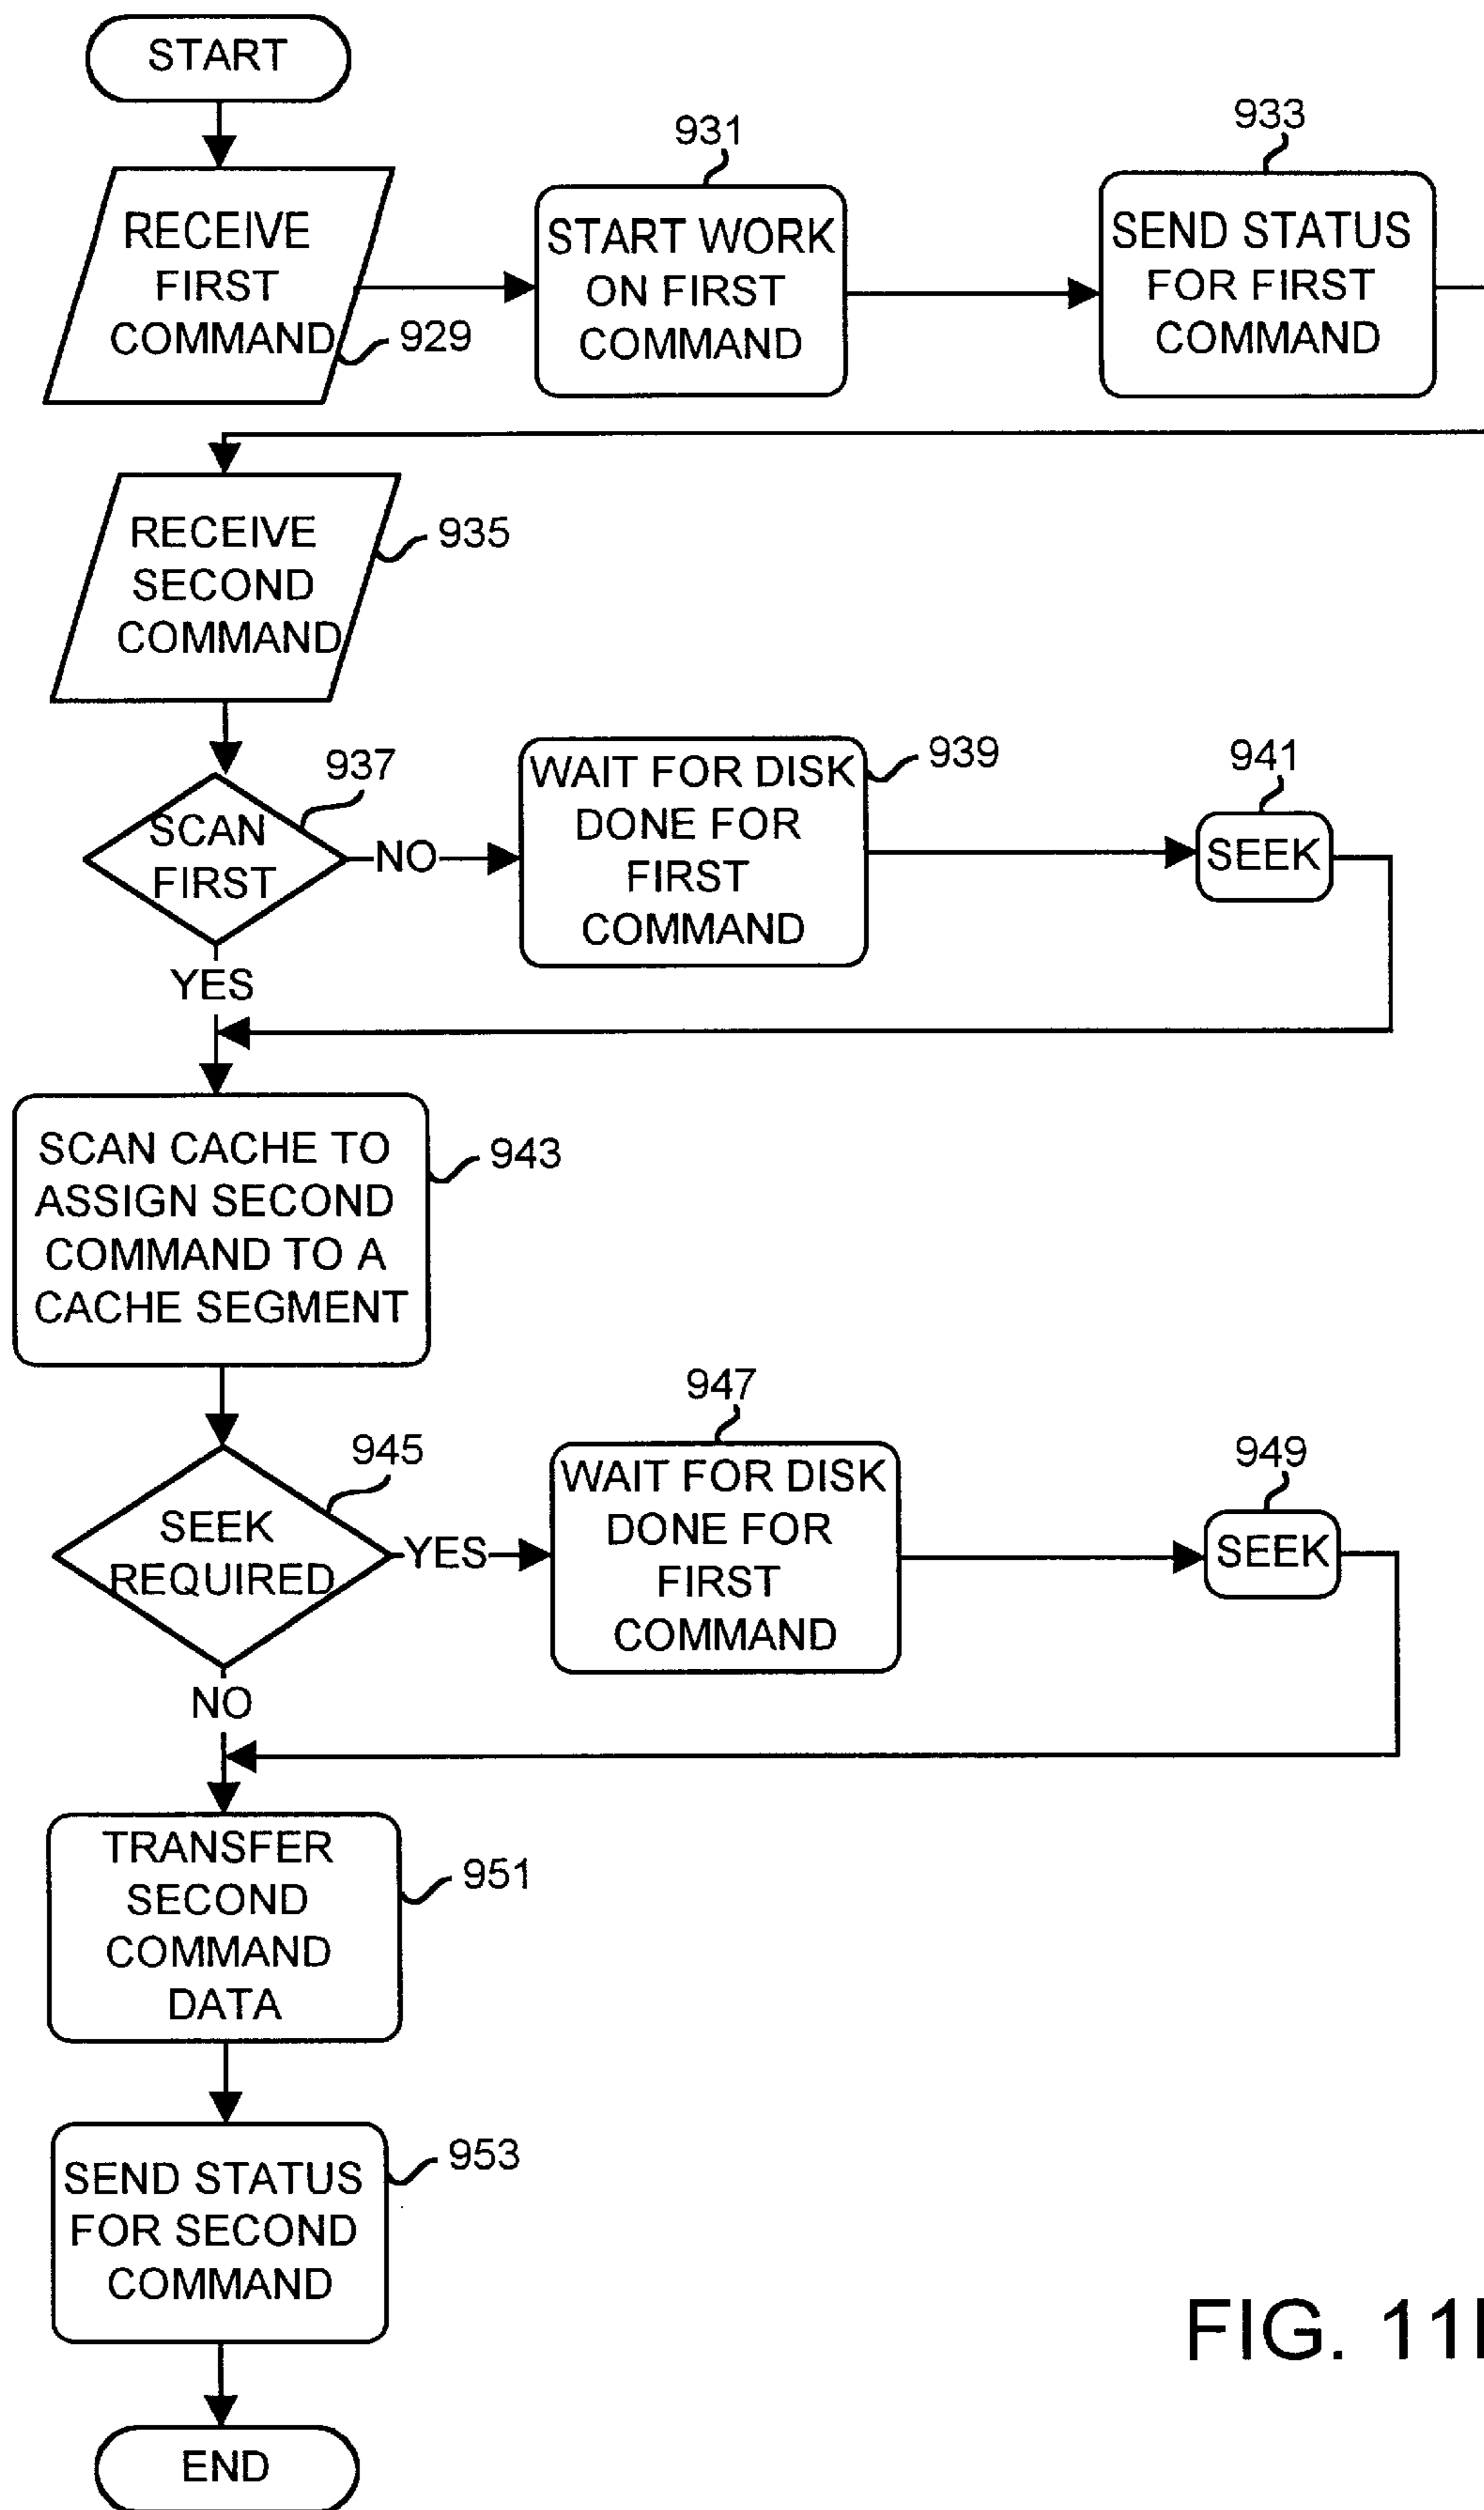 START
RECEIVE
FIRST
COMMAND
929
931
START WORK
ON FIRST
COMMAND
933
SEND STATUS
FOR FIRST
COMMAND
RECEIVE
SECOND
COMMAND
935
937
SCAN
FIRST
NO
YES
WAIT FOR DISK
DONE FOR
FIRST
COMMAND
939
941
SEEK
SCAN CACHE TO
ASSIGN SECOND
COMMAND TO A
CACHE SEGMENT
943
945
SEEK
REQUIRED
YES
NO
947
WAIT FOR DISK
DONE FOR
FIRST
COMMAND
949
SEEK
TRANSFER
SECOND
COMMAND
DATA
951
SEND STATUS
FOR SECOND
COMMAND
953
END
FIG.